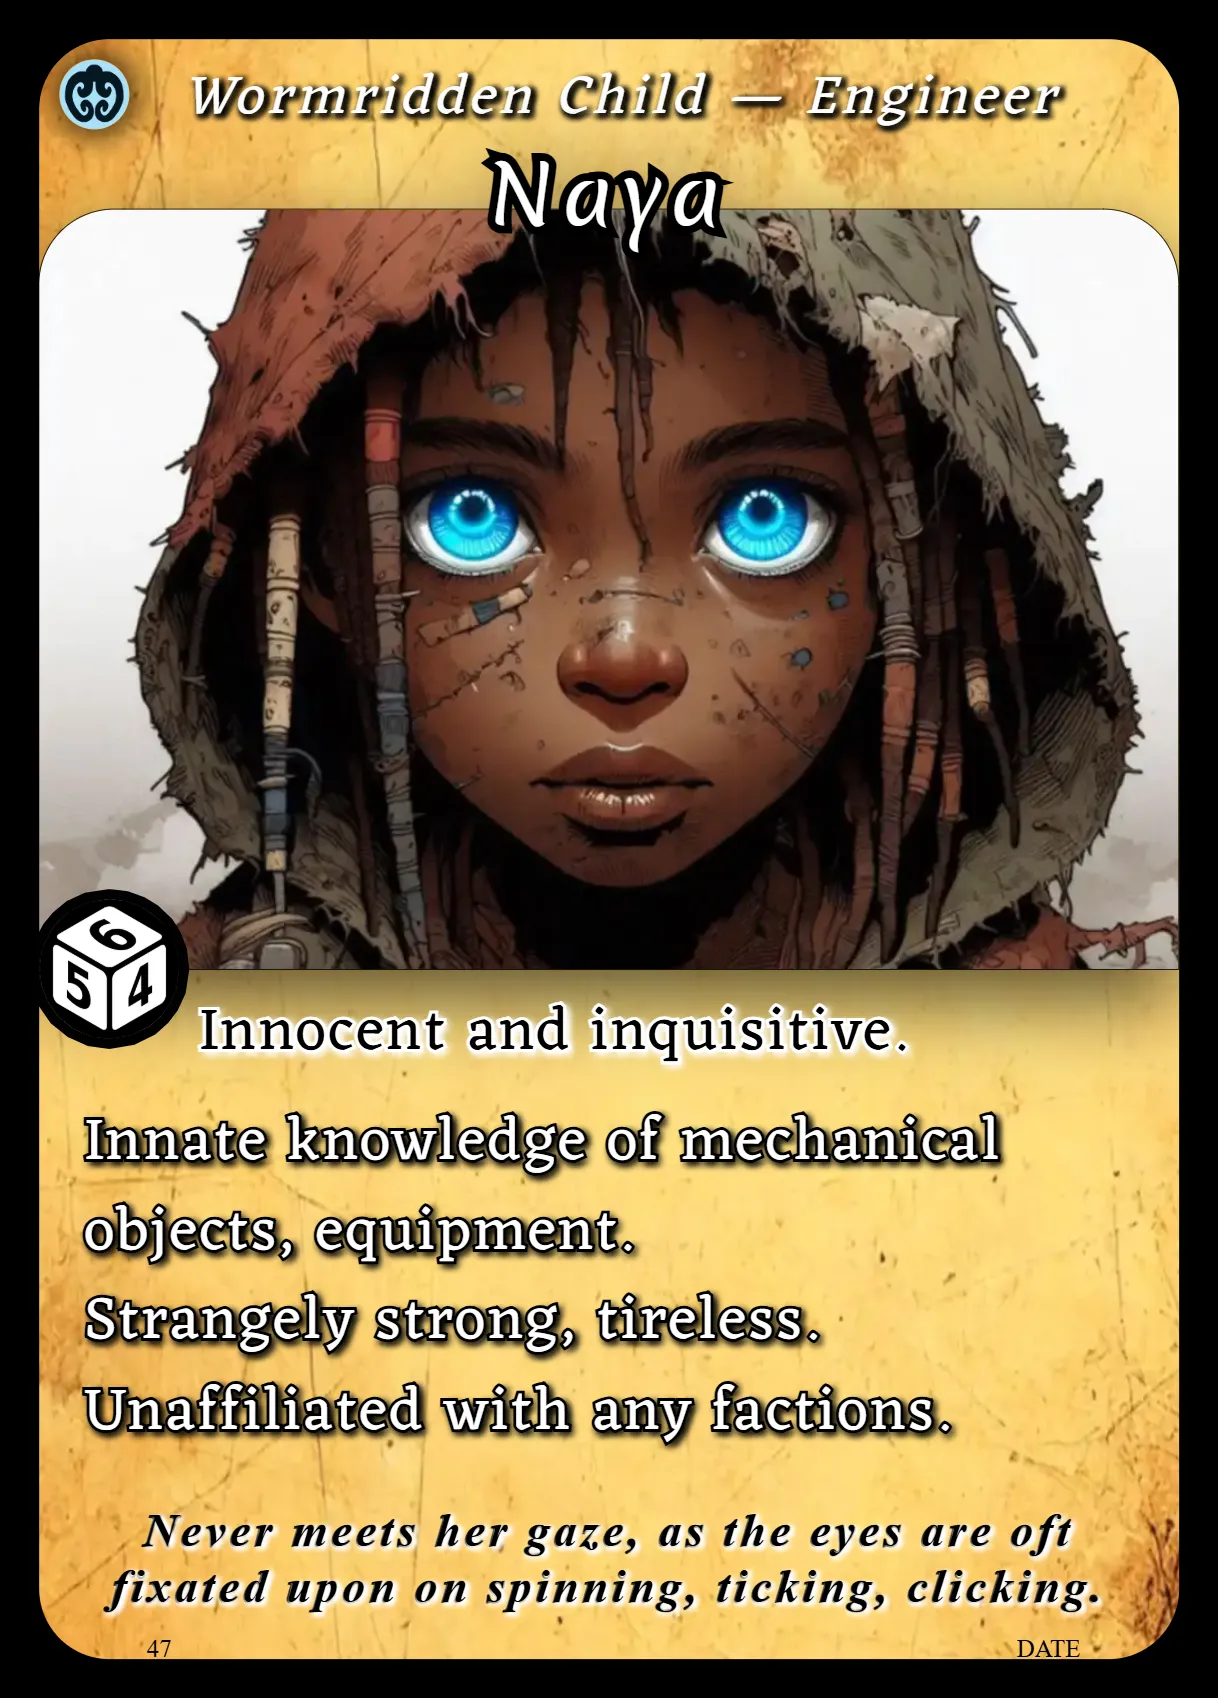 Wormridden Child — Engineer
Naya
6
5 4
Innocent and inquisitive.
Innate knowledge of mechanical
objects, equipment.
Strangely strong, tireless.
Unaffiliated with any factions.
Never meets her gaze, as the eyes are oft
fixated upon on spinning, ticking, clicking.
47 DATE